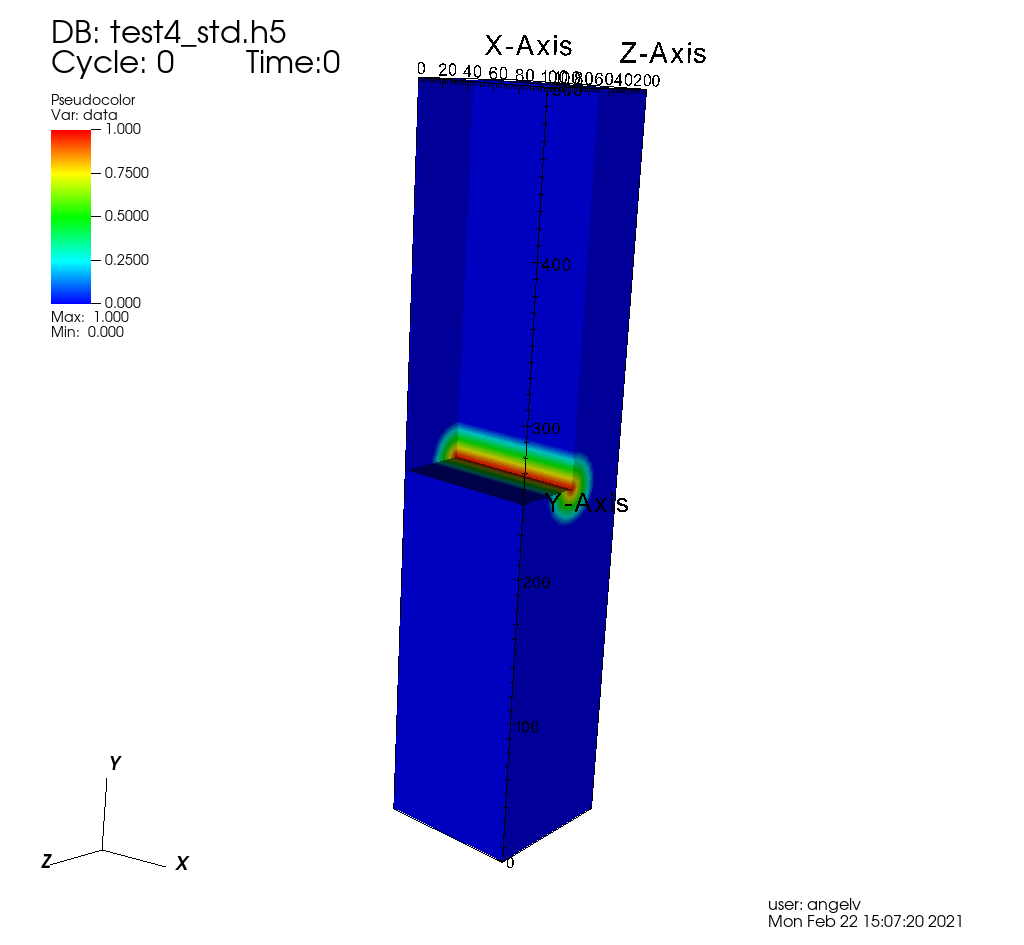 DB: test4_std.h5
Cycle: 0 Time:0
Pseudocolor
Var: data
1.000
0.7500
0.5000
0.2500
0.000
Max: 1.000
Min: 0.000
X-Axis
Z-Axis
0 20 40 60 80
200
400
300
Y-Axis
200
100
0
Y
Z
X
user: angelv
Mon Feb 22 15:07:20 2021